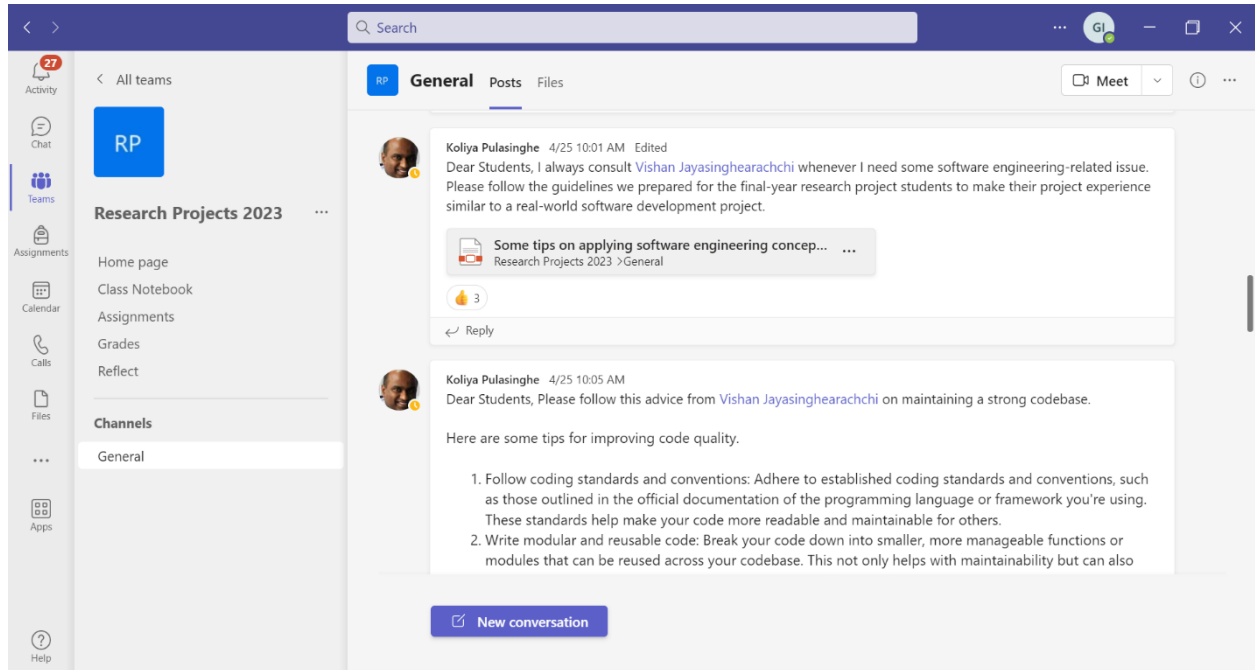 Search
GI
27
Activity
Chat
Teams
Assignments
Calendar
Calls
Files
Apps
Help
All teams
RP
Research Projects 2023
Home page
Class Notebook
Assignments
Grades
Reflect
Channels
General
RP
General Posts Files
Meet
Koliya Pulasinghe 4/25 10:01 AM Edited
Dear Students, I always consult Vishan Jayasinghearachchi whenever I need some software engineering-related issue.
Please follow the guidelines we prepared for the final-year research project students to make their project experience
similar to a real-world software development project.
Some tips on applying software engineering concep...
Research Projects 2023 >General
3
Reply
Koliya Pulasinghe 4/25 10:05 AM
Dear Students, Please follow this advice from Vishan Jayasinghearachchi on maintaining a strong codebase.
Here are some tips for improving code quality.
1. Follow coding standards and conventions: Adhere to established coding standards and conventions, such
as those outlined in the official documentation of the programming language or framework you're using.
These standards help make your code more readable and maintainable for others.
2. Write modular and reusable code: Break your code down into smaller, more manageable functions or
modules that can be reused across your codebase. This not only helps with maintainability but can also
New conversation